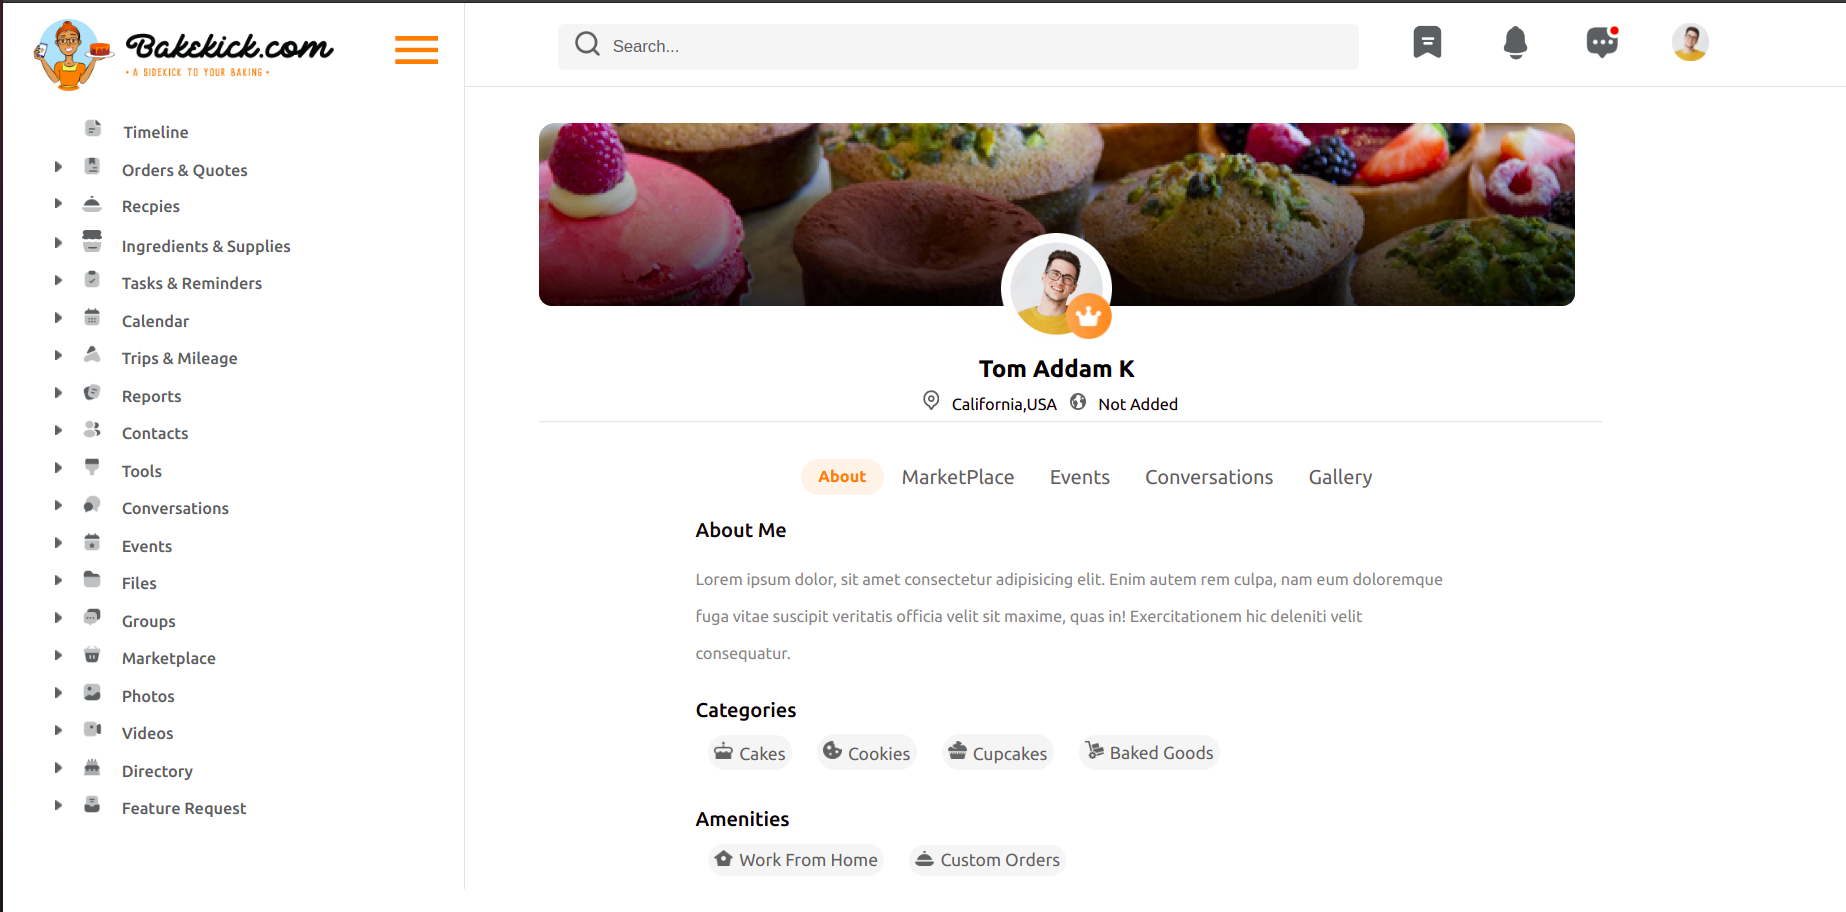 Bakekick.com
• A SIDEKICK TO YOUR BAKING •
Search...
Timeline
Orders & Quotes
Recpies
Ingredients & Supplies
Tasks & Reminders
Calendar
Trips & Mileage
Reports
Contacts
Tools
Conversations
Events
Files
Groups
Marketplace
Photos
Videos
Directory
Feature Request
Tom Addam K
California,USA Not Added
About MarketPlace Events Conversations Gallery
About Me
Lorem ipsum dolor, sit amet consectetur adipisicing elit. Enim autem rem culpa, nam eum doloremque
fuga vitae suscipit veritatis officia velit sit maxime, quas in! Exercitationem hic deleniti velit
consequatur.
Categories
Cakes Cookies Cupcakes Baked Goods
Amenities
Work From Home Custom Orders